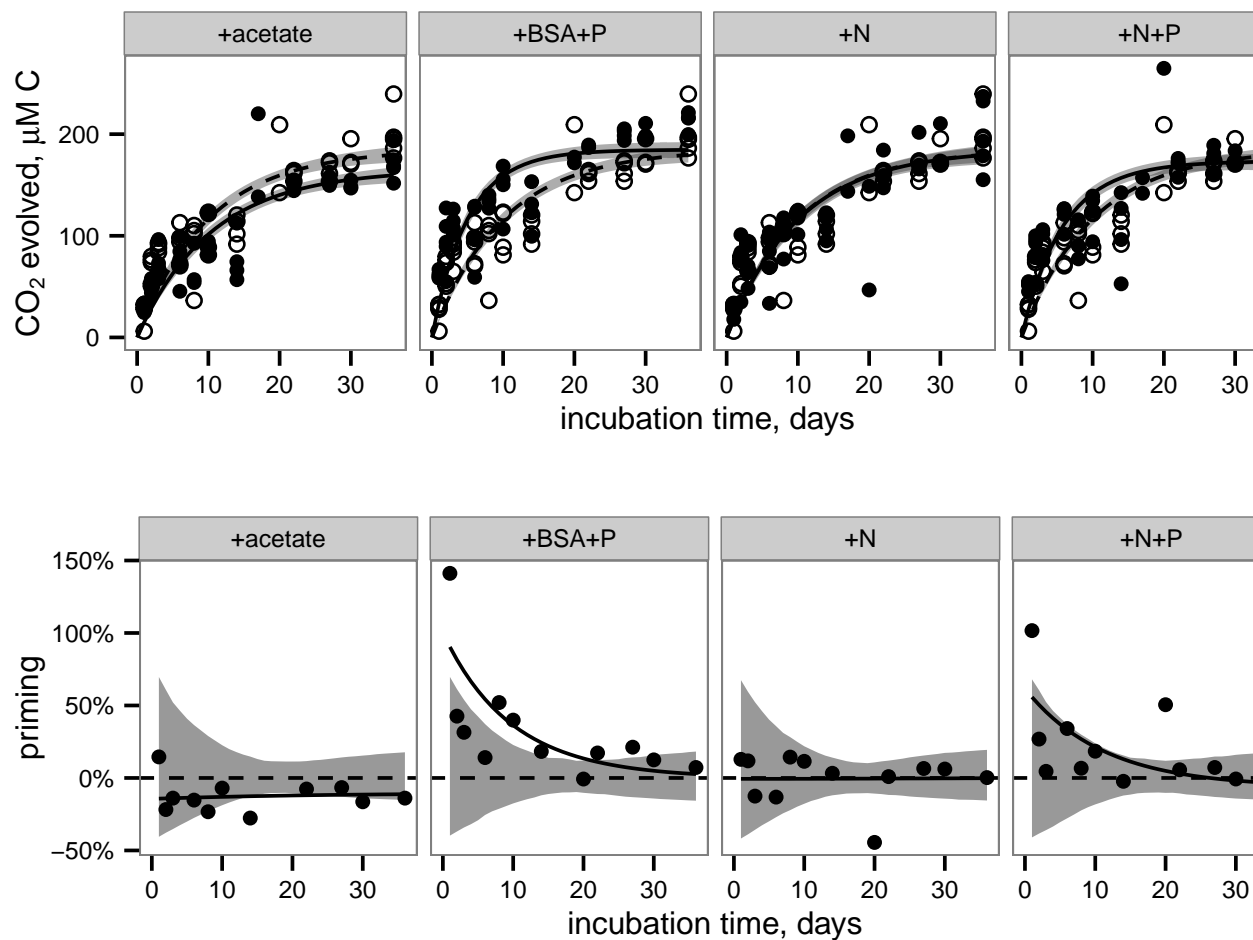 +acetate +BSA+P +N +N+P
CO₂ evolved, μM C
200
100
0
0 10 20 30 0 10 20 30 0 10 20 30 0 10 20 30
incubation time, days
+acetate +BSA+P +N +N+P
priming
150%
100%
50%
0%
−50%
0 10 20 30 0 10 20 30 0 10 20 30 0 10 20 30
incubation time, days